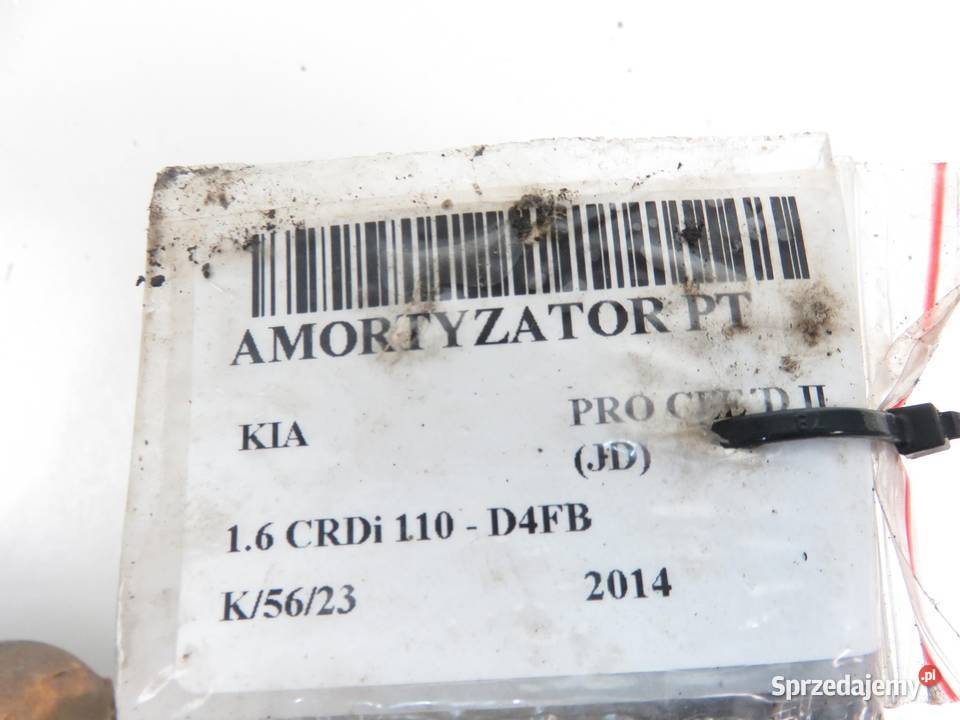 AMORTYZATOR PT
KIA
PRO CEE'D II
(JD)
1.6 CRDi 110 - D4FB
K/56/23
2014
Sprzedajemy.pl